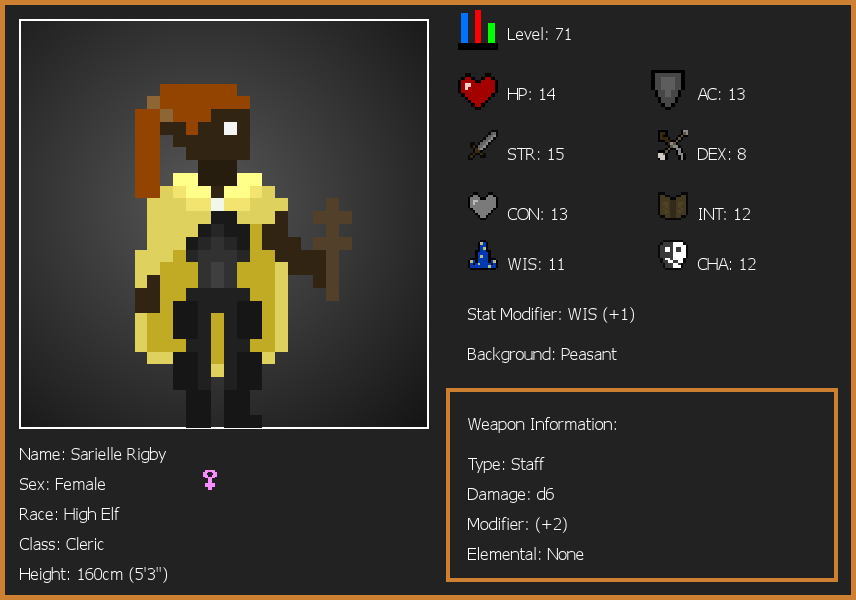 Level: 71
HP: 14
AC: 13
STR: 15
DEX: 8
CON: 13
INT: 12
WIS: 11
CHA: 12
Stat Modifier: WIS (+1)
Background: Peasant
Weapon Information:
Type: Staff
Damage: d6
Modifier: (+2)
Elemental: None
Name: Sarielle Rigby
Sex: Female
Race: High Elf
Class: Cleric
Height: 160cm (5'3")